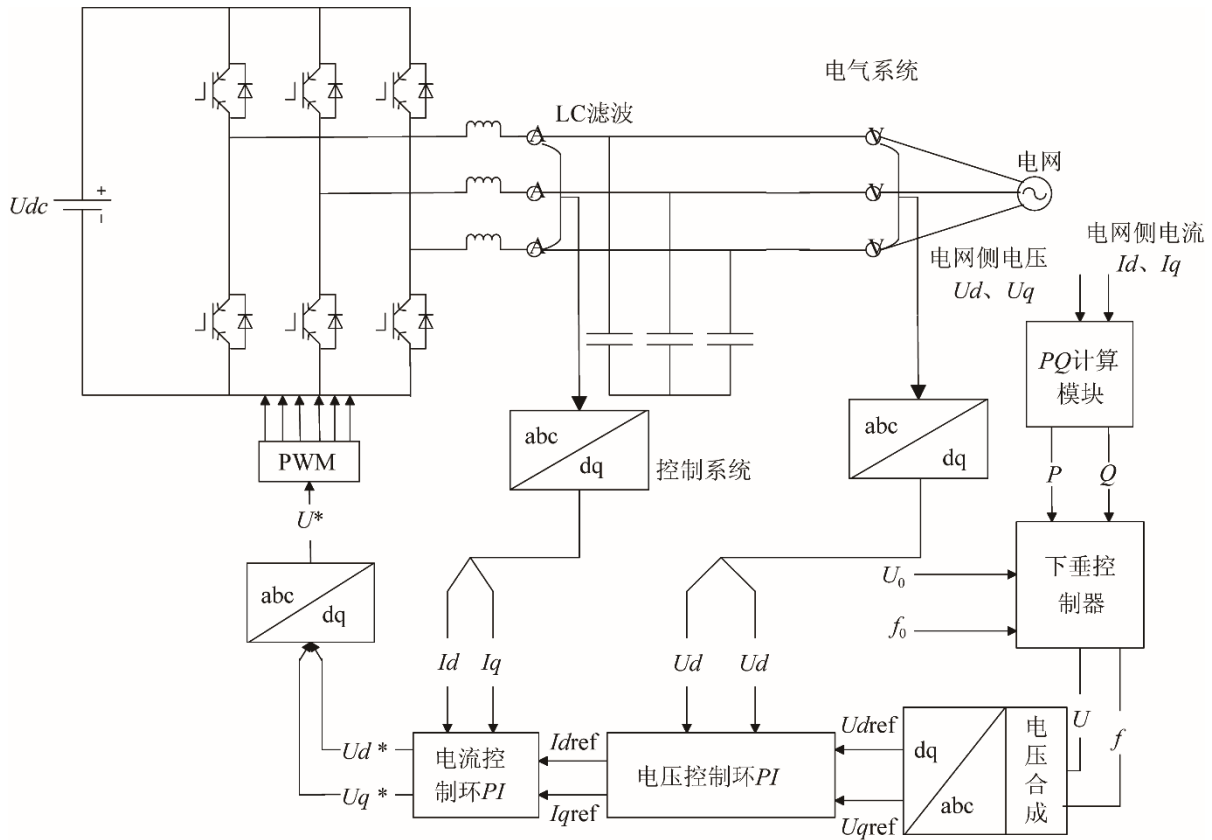 电气系统
LC滤波
A
V
电网
Udc
+
-
A
V
A
V
电网侧电流
Id、Iq
电网侧电压
Ud、Uq
PQ计算
模块
abc
dq
控制系统
abc
dq
PWM
P
Q
U*
U₀
下垂控
制器
f₀
abc
dq
Id
Iq
Ud
Ud
U
f
Ud *
Uq *
电流控
制环PI
Idref
Iqref
电压控制环PI
Udref
Uqref
dq
abc
电压合成